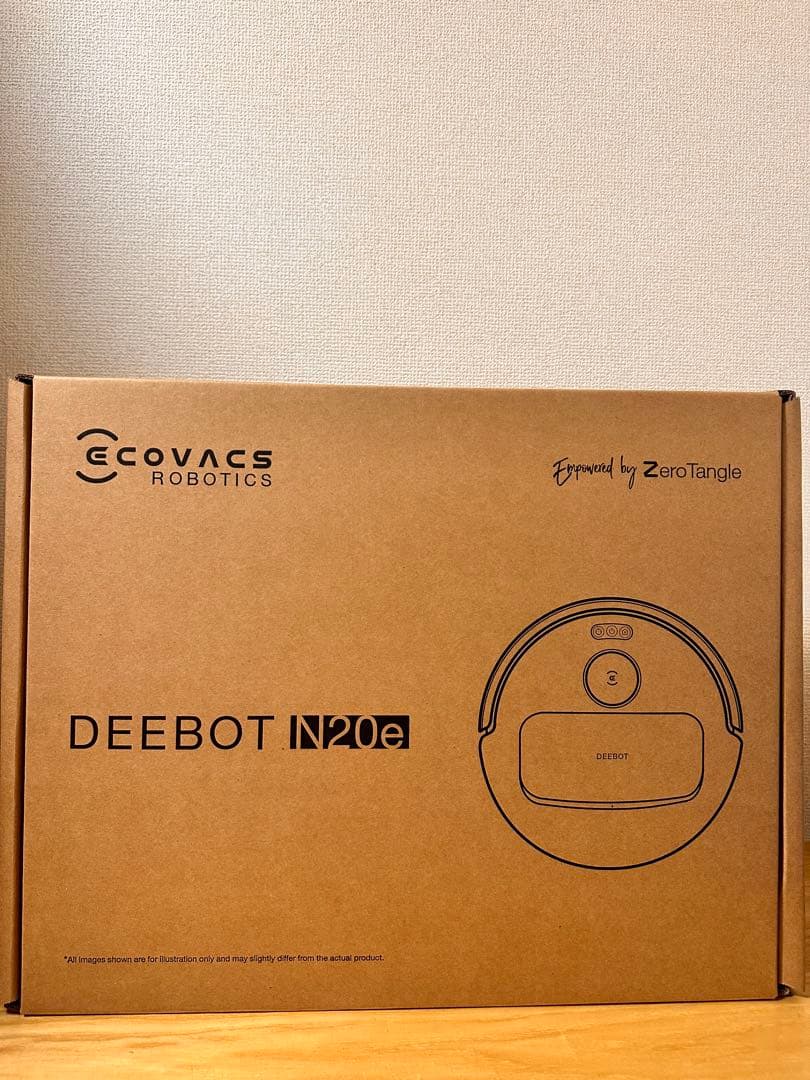 ECOVACS
ROBOTICS
Empowered by ZeroTangle
DEEBOT N20e
DEEBOT
*All images shown are for illustration only and may slightly differ from the actual product.